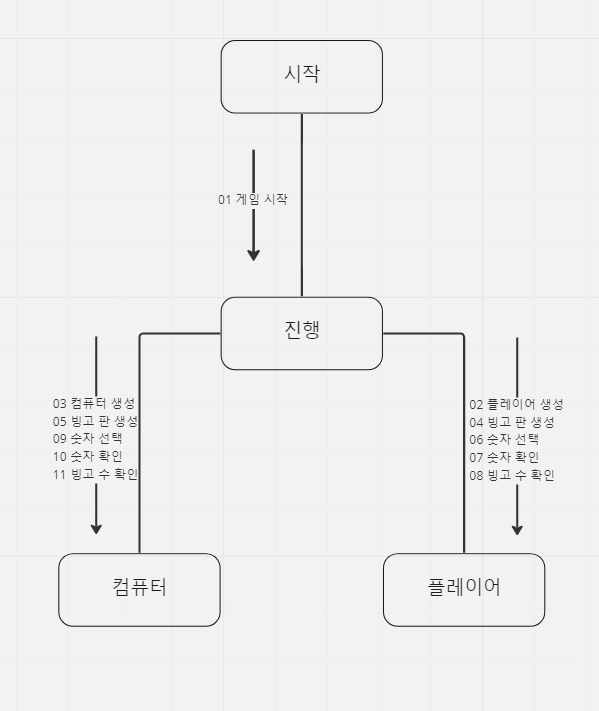 시작
01 게임 시작
진행
03 컴퓨터 생성
05 빙고 판 생성
09 숫자 선택
10 숫자 확인
11 빙고 수 확인
02 플레이어 생성
04 빙고 판 생성
06 숫자 선택
07 숫자 확인
08 빙고 수 확인
컴퓨터
플레이어